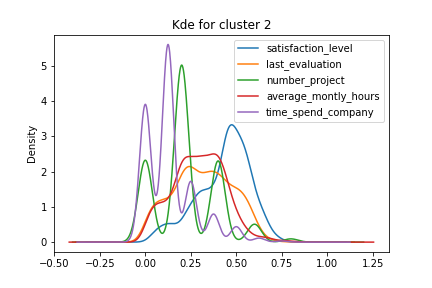 Kde for cluster 2
satisfaction_level
last_evaluation
number_project
average_montly_hours
time_spend_company
Density
5
4
3
2
1
0
−0.50 −0.25 0.00 0.25 0.50 0.75 1.00 1.25